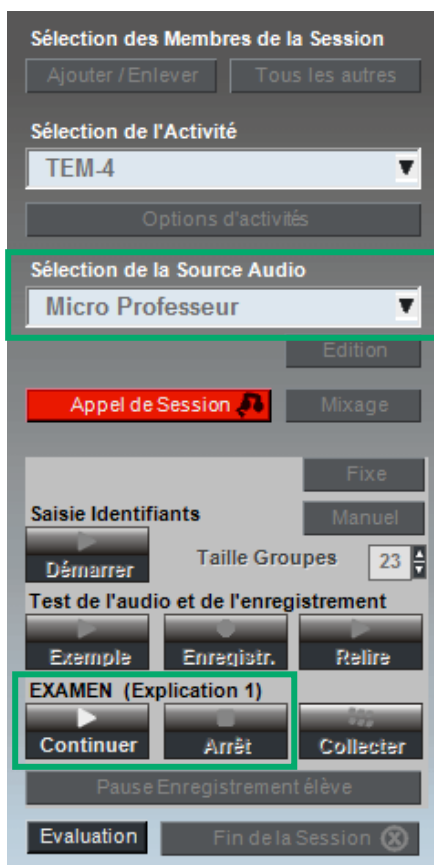 Sélection des Membres de la Session
Ajouter / Enlever Tous les autres
Sélection de l'Activité
TEM-4
Options d'activités
Sélection de la Source Audio
Micro Professeur
Edition
Appel de Session Mixage
Fixe
Saisie Identifiants Manuel
Démarrer Taille Groupes 23
Test de l'audio et de l'enregistrement
Exemple Enregistr. Relire
EXAMEN (Explication 1)
Continuer Arrêt Collecter
Pause Enregistrement élève
Evaluation Fin de la Session